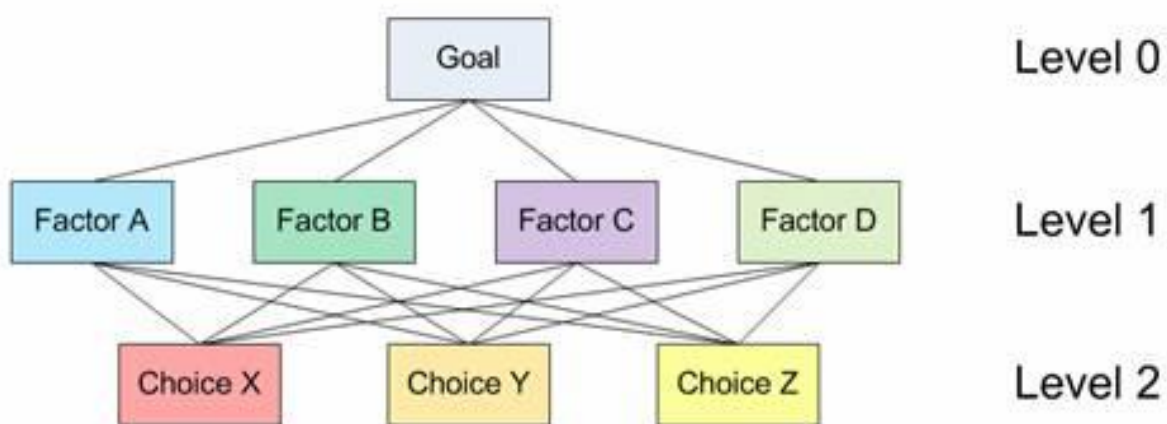 Goal
Level 0
Factor A
Factor B
Factor C
Factor D
Level 1
Choice X
Choice Y
Choice Z
Level 2